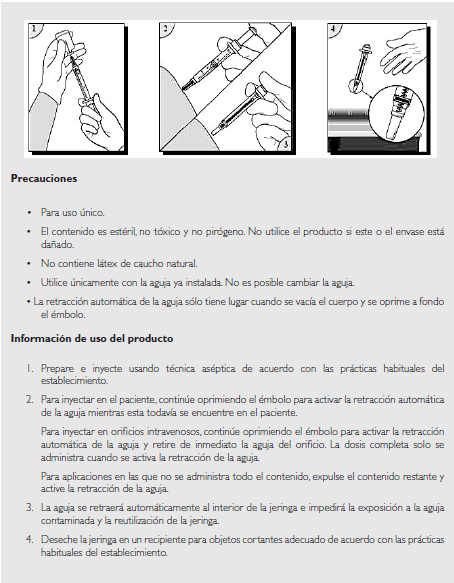 1
2
3
4
Precauciones
• Para uso único.
• El contenido es estéril, no tóxico y no pirógeno. No utilice el producto si este o el envase está
dañado.
• No contiene látex de caucho natural.
• Utilice únicamente con la aguja ya instalada. No es posible cambiar la aguja.
• La retracción automática de la aguja sólo tiene lugar cuando se vacía el cuerpo y se oprime a fondo
el émbolo.
Información de uso del producto
1. Prepare e inyecte usando técnica aséptica de acuerdo con las prácticas habituales del
establecimiento.
2. Para inyectar en el paciente, continúe oprimiendo el émbolo para activar la retracción automática
de la aguja mientras esta todavía se encuentre en el paciente.
Para inyectar en orificios intravenosos, continúe oprimiendo el émbolo para activar la retracción
automática de la aguja y retire de inmediato la aguja del orificio. La dosis completa solo se
administra cuando se activa la retracción de la aguja.
Para aplicaciones en las que no se administra todo el contenido, expulse el contenido restante y
active la retracción de la aguja.
3. La aguja se retraerá automáticamente al interior de la jeringa e impedirá la exposición a la aguja
contaminada y la reutilización de la jeringa.
4. Deseche la jeringa en un recipiente para objetos cortantes adecuado de acuerdo con las prácticas
habituales del establecimiento.